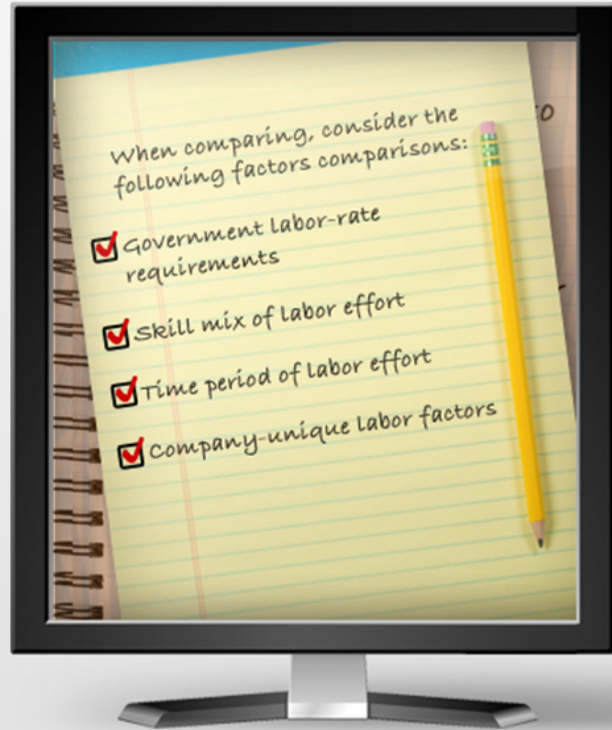 When comparing, consider the
following factors comparisons:
Government labor-rate
requirements
Skill mix of labor effort
Time period of labor effort
Company-unique labor factors